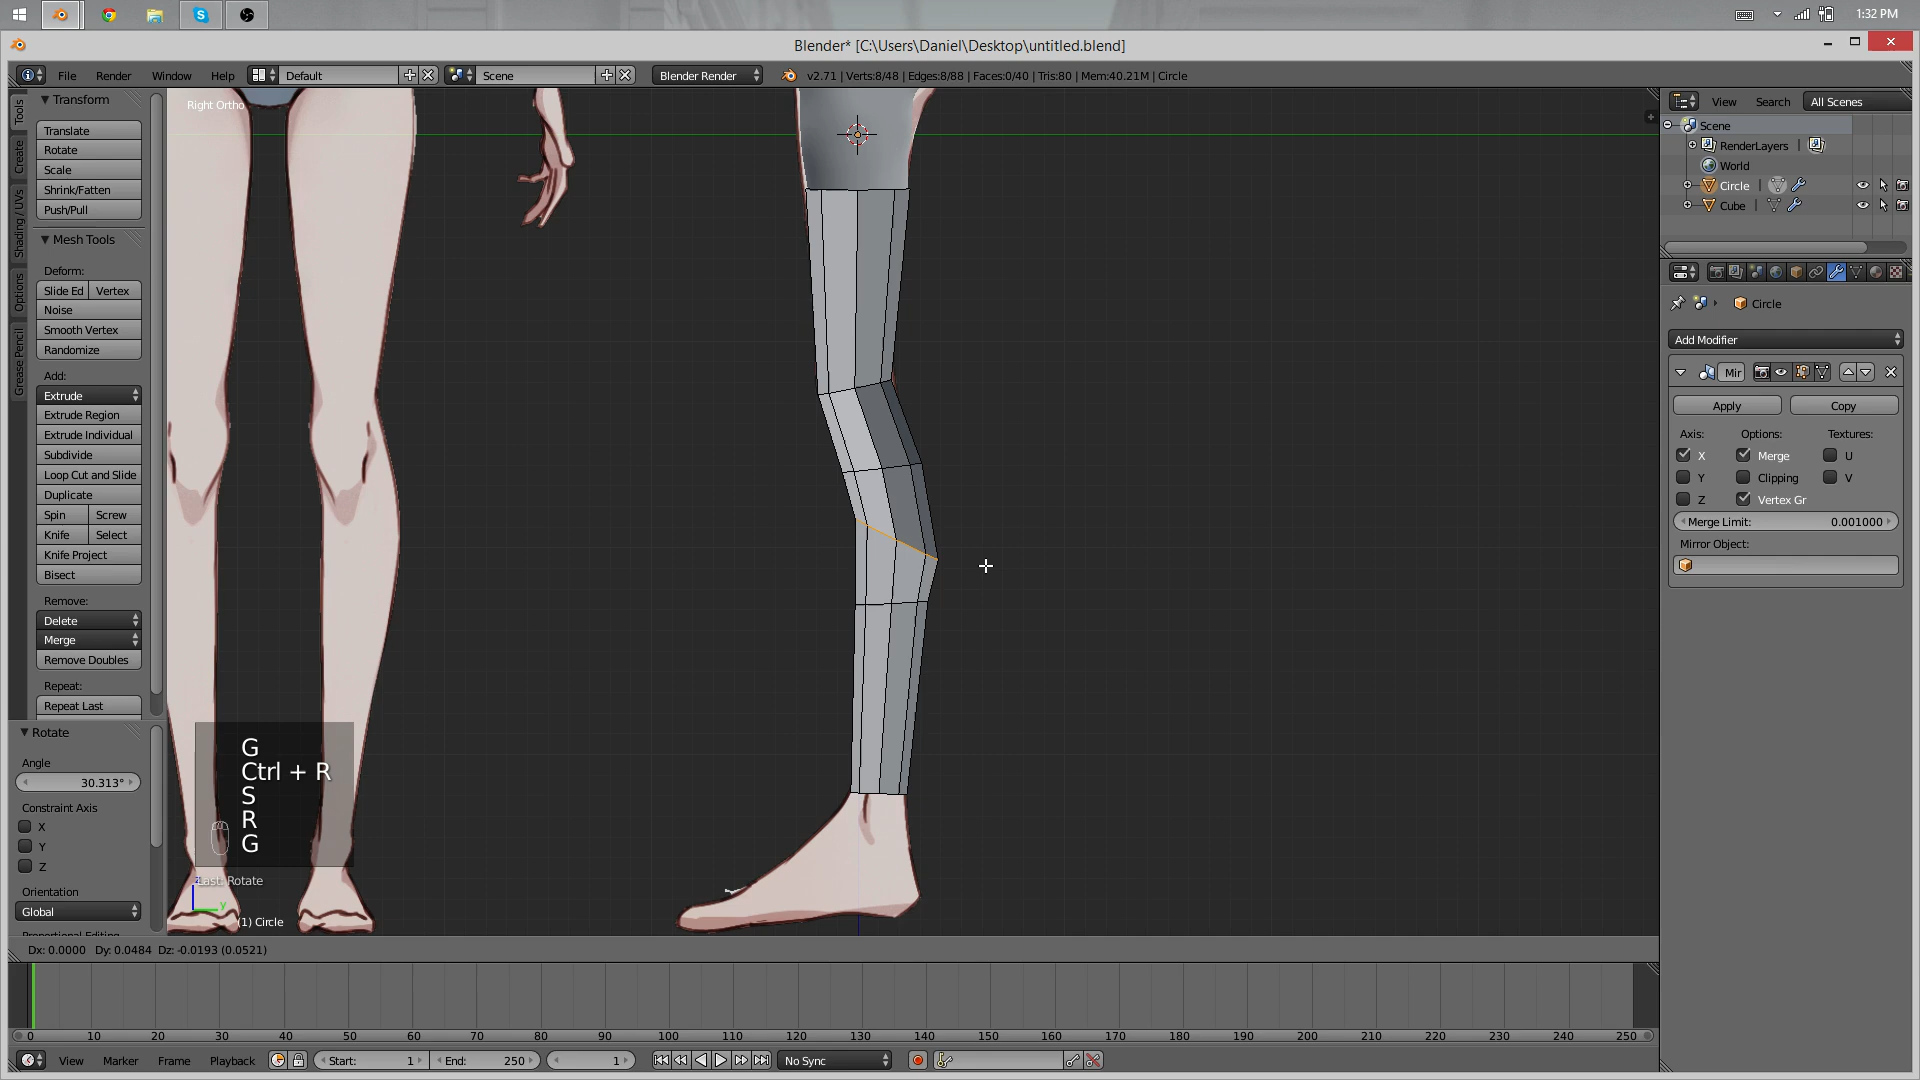 1:32 PM
Blender* [C:\Users\Daniel\Desktop\untitled.blend]
File Render Window Help Default Scene Blender Render v2.71 | Verts:8/48 | Edges:8/88 | Faces:0/40 | Tris:80 | Mem:40.21M | Circle
Tools
Create
Shading / UVs
Options
Grease Pencil
Transform
Translate
Rotate
Scale
Shrink/Fatten
Push/Pull
Mesh Tools
Deform:
Slide Ed Vertex
Noise
Smooth Vertex
Randomize
Add:
Extrude
Extrude Region
Extrude Individual
Subdivide
Loop Cut and Slide
Duplicate
Spin Screw
Knife Select
Knife Project
Bisect
Remove:
Delete
Merge
Remove Doubles
Repeat:
Repeat Last
Rotate
Angle
30.313°
Constraint Axis
X
Y
Z
Orientation
Global
Right Ortho
G
Ctrl + R
S
R
G
Last: Rotate
y
(1) Circle
Dx: 0.0000 Dy: 0.0484 Dz: -0.0193 (0.0521)
View Search All Scenes
Scene
RenderLayers |
World
Circle |
Cube |
Circle
Add Modifier
Mir
Apply Copy
Axis: Options: Textures:
X Merge U
Y Clipping V
Z Vertex Gr
Merge Limit: 0.001000
Mirror Object:
0 10 20 30 40 50 60 70 80 90 100 110 120 130 140 150 160 170 180 190 200 210 220 230 240 250
View Marker Frame Playback Start: 1 End: 250 1 No Sync